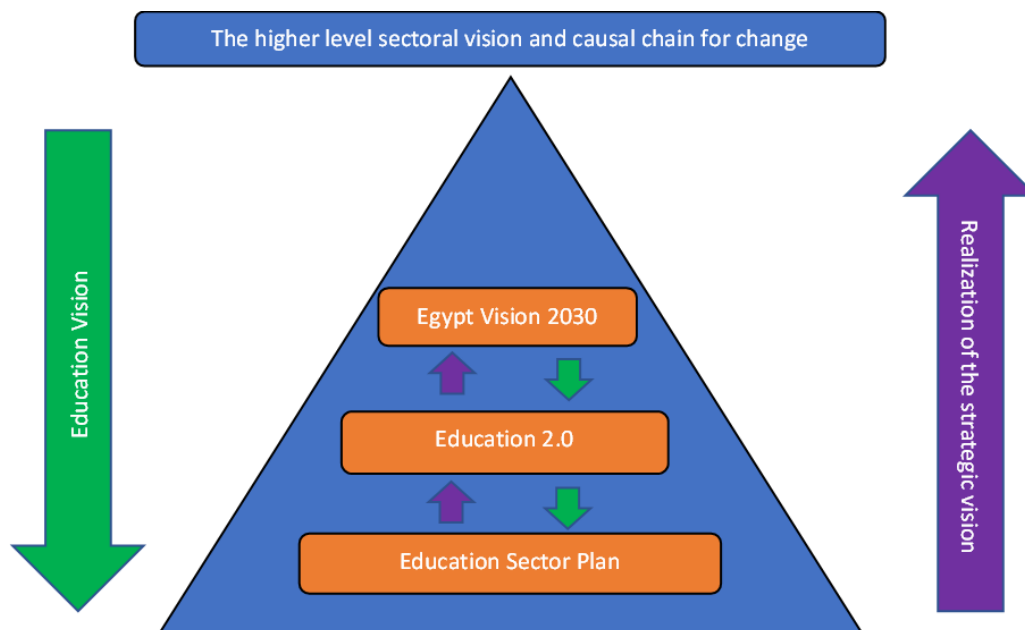 The higher level sectoral vision and causal chain for change
Education Vision
Egypt Vision 2030
Education 2.0
Education Sector Plan
Realization of the strategic vision